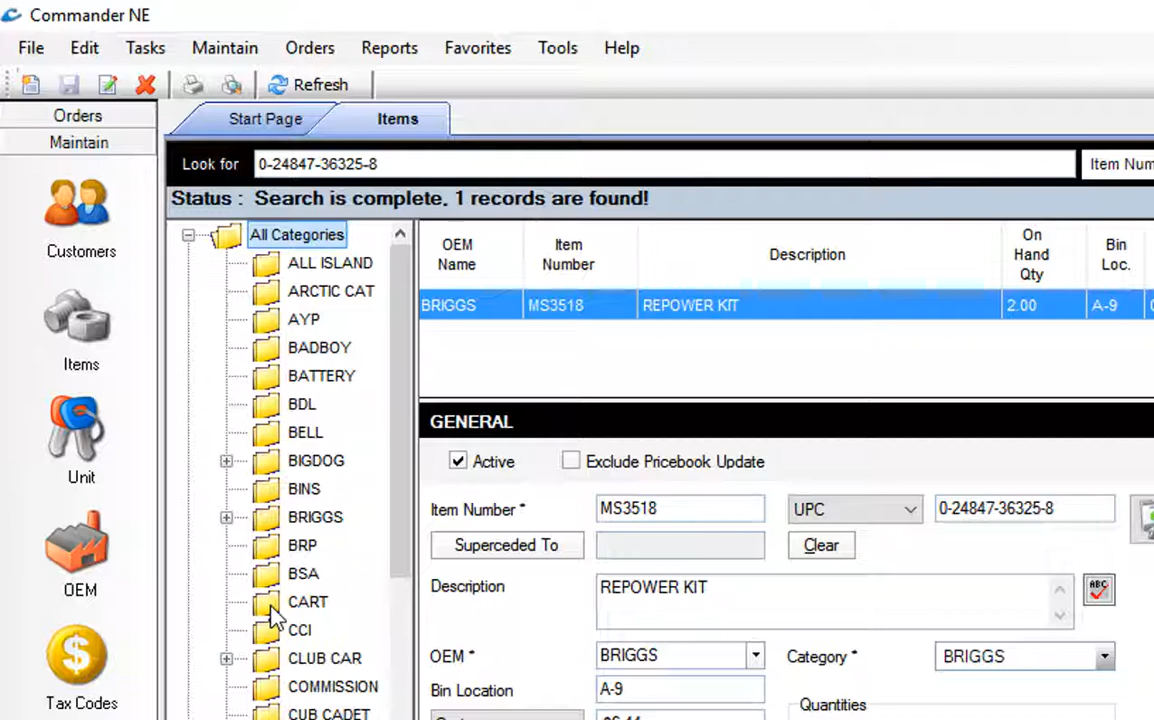 Commander NE
File Edit Tasks Maintain Orders Reports Favorites Tools Help
Refresh
Orders
Maintain
Customers
Items
Unit
OEM
Tax Codes
Start Page Items
Look for 0-24847-36325-8 Item Num
Status : Search is complete, 1 records are found!
All Categories
ALL ISLAND
ARCTIC CAT
AYP
BADBOY
BATTERY
BDL
BELL
BIGDOG
BINS
BRIGGS
BRP
BSA
CART
CCI
CLUB CAR
COMMISSION
CUB CADET
OEM Name Item Number Description On Hand Qty Bin Loc.
BRIGGS MS3518 REPOWER KIT 2.00 A-9
GENERAL
Active Exclude Pricebook Update
Item Number * MS3518 UPC 0-24847-36325-8
Superceded To Clear
Description REPOWER KIT ABC
OEM * BRIGGS Category * BRIGGS
Bin Location A-9
Quantities